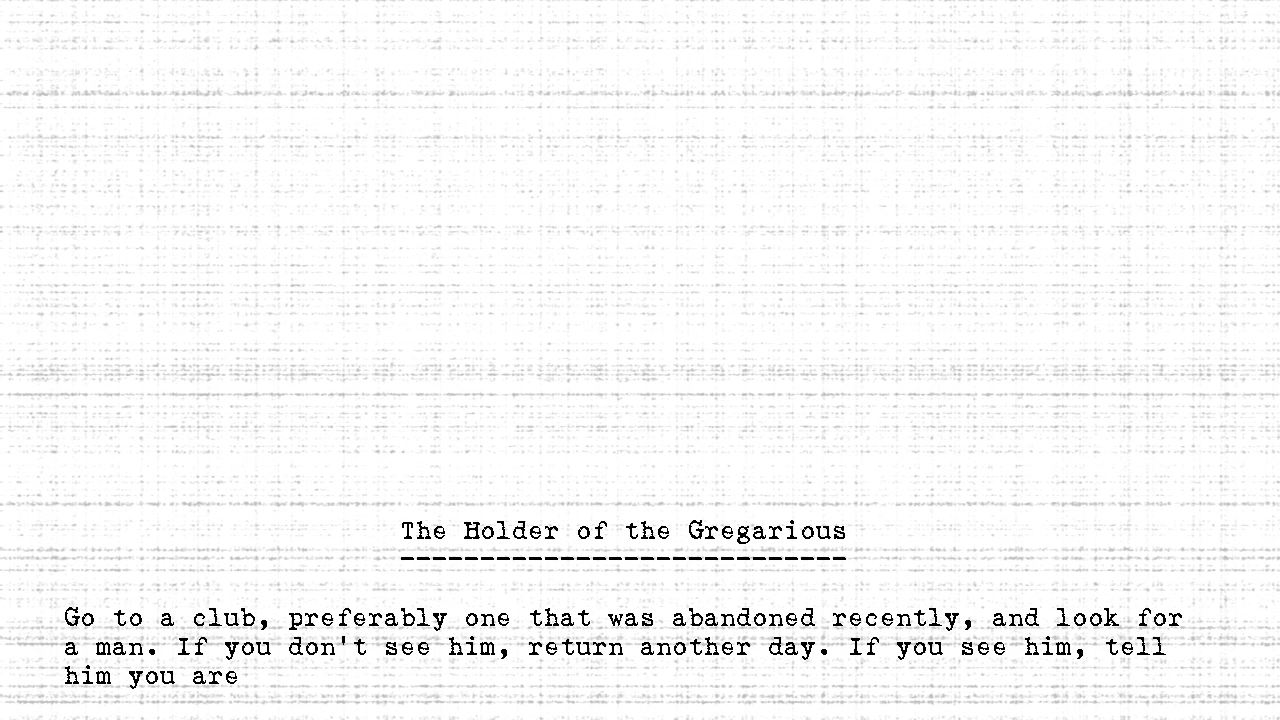 The Holder of the Gregarious
----------------------------
Go to a club, preferably one that was abandoned recently, and look for
a man. If you don't see him, return another day. If you see him, tell
him you are